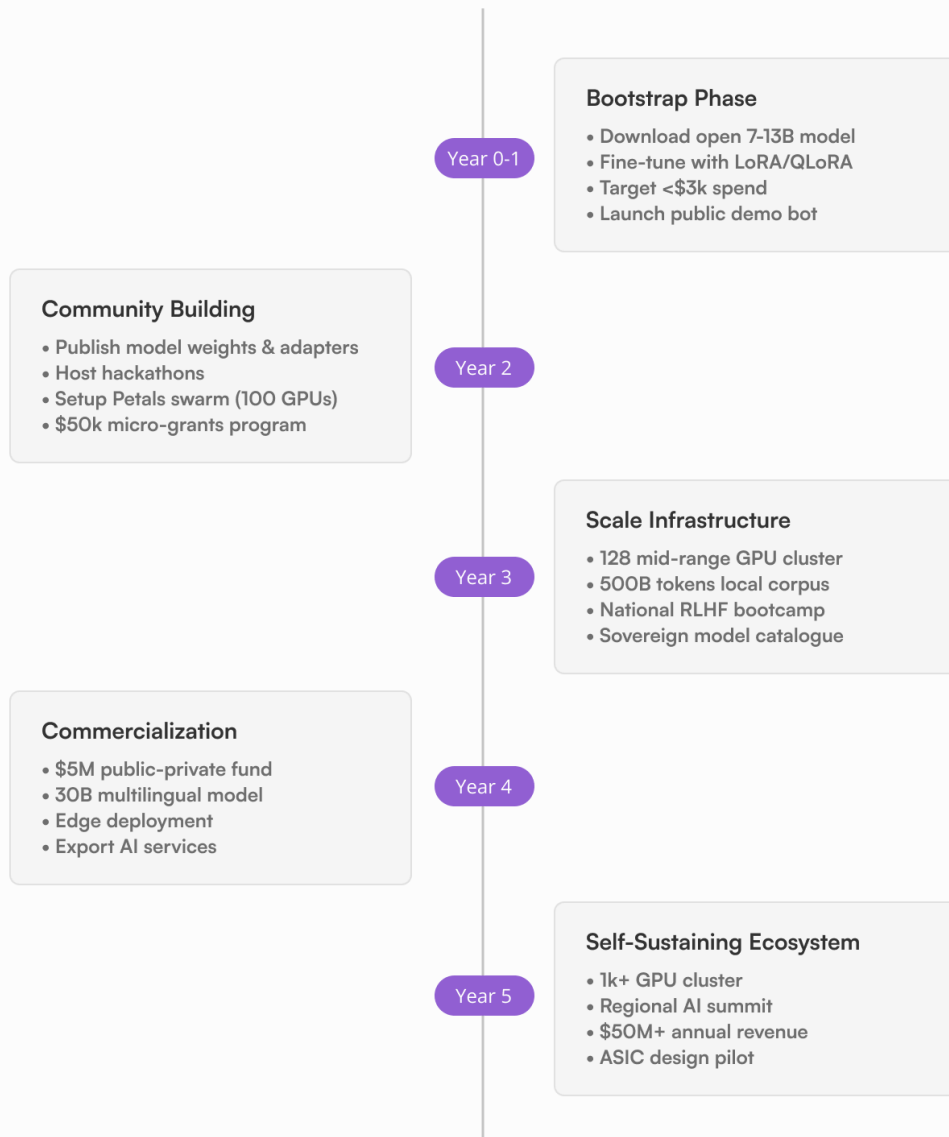 Year 0-1
Bootstrap Phase
• Download open 7-13B model
• Fine-tune with LoRA/QLoRA
• Target <$3k spend
• Launch public demo bot
Year 2
Community Building
• Publish model weights & adapters
• Host hackathons
• Setup Petals swarm (100 GPUs)
• $50k micro-grants program
Year 3
Scale Infrastructure
• 128 mid-range GPU cluster
• 500B tokens local corpus
• National RLHF bootcamp
• Sovereign model catalogue
Year 4
Commercialization
• $5M public-private fund
• 30B multilingual model
• Edge deployment
• Export AI services
Year 5
Self-Sustaining Ecosystem
• 1k+ GPU cluster
• Regional AI summit
• $50M+ annual revenue
• ASIC design pilot